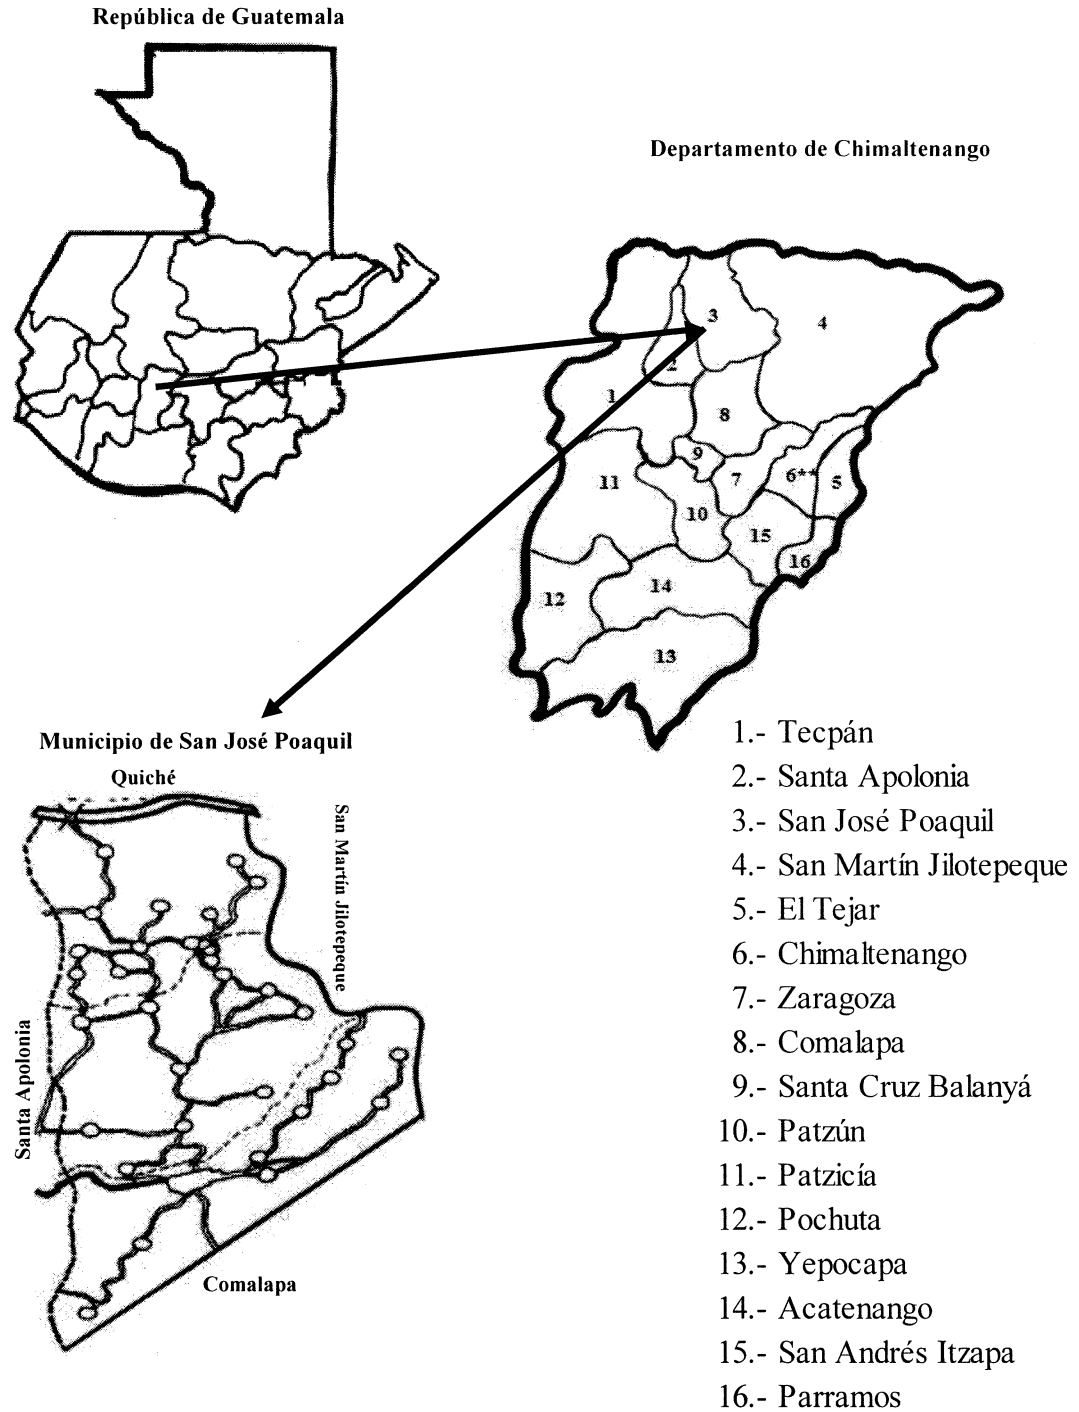 República de Guatemala
Departamento de Chimaltenango
3
4
2
1
8
9
7
6**
5
11
10
15
16
14
12
13
Municipio de San José Poaquil
Quiché
San Martín Jilotepeque
Santa Apolonia
Comalapa
1.- Tecpán
2.- Santa Apolonia
3.- San José Poaquil
4.- San Martín Jilotepeque
5.- El Tejar
6.- Chimaltenango
7.- Zaragoza
8.- Comalapa
9.- Santa Cruz Balanyá
10.- Patzún
11.- Patzicía
12.- Pochuta
13.- Yepocapa
14.- Acatenango
15.- San Andrés Itzapa
16.- Parramos